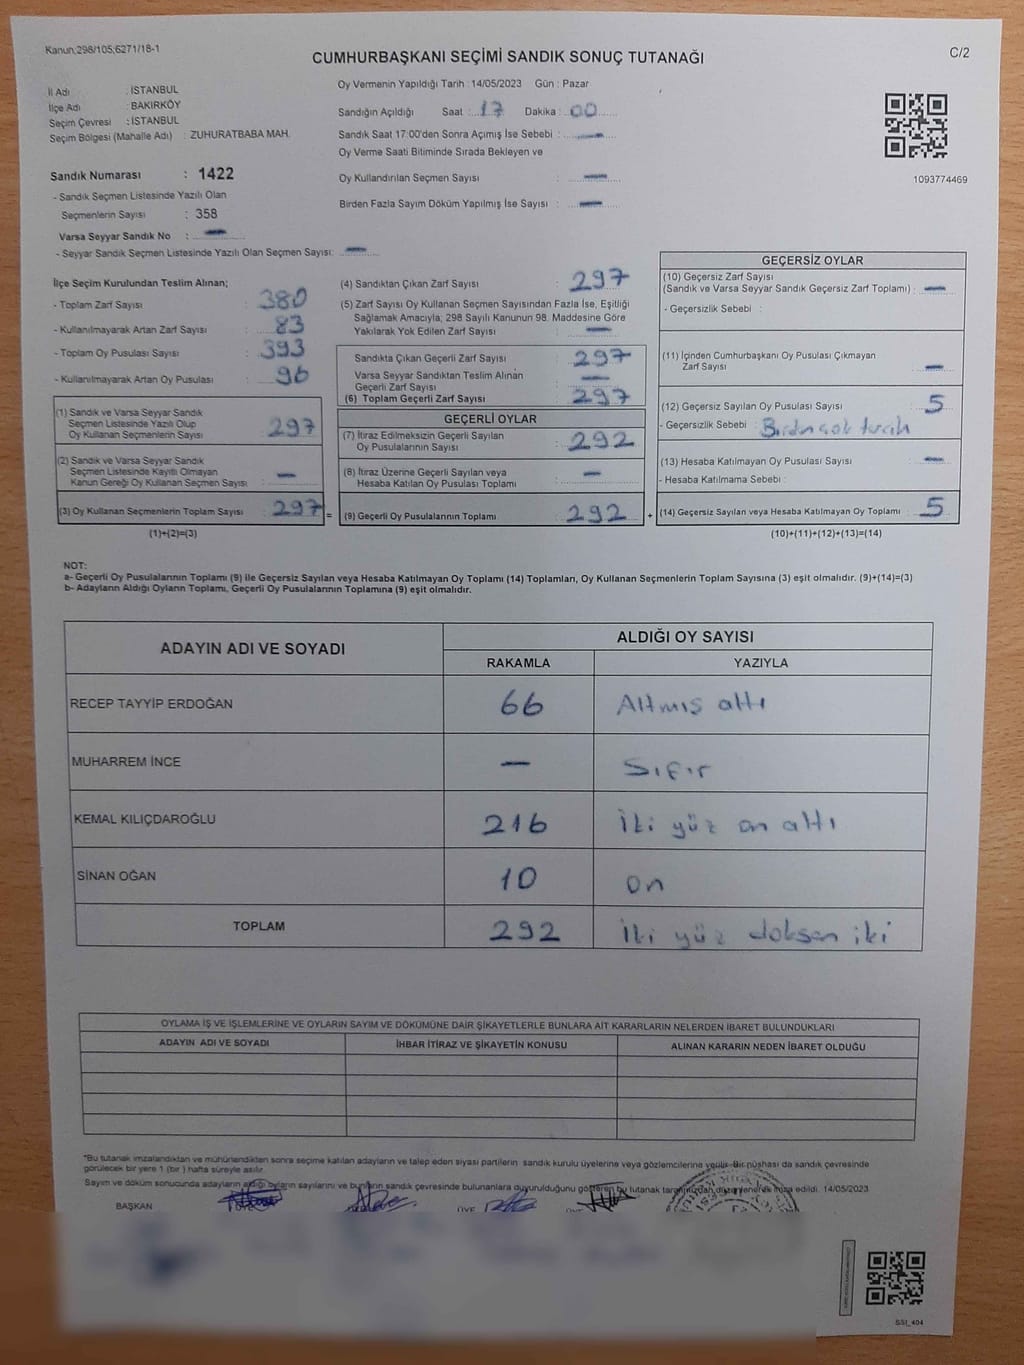 Kanun:298/105;6271/18-1
C/2
CUMHURBAŞKANI SEÇİMİ SANDIK SONUÇ TUTANAĞI
İl Adı : İSTANBUL
İlçe Adı : BAKIRKÖY
Seçim Çevresi : İSTANBUL
Seçim Bölgesi (Mahalle Adı) : ZUHURATBABA MAH.
Sandık Numarası : 1422
- Sandık Seçmen Listesinde Yazılı Olan
Seçmenlerin Sayısı : 358
Varsa Seyyar Sandık No : —
- Seyyar Sandık Seçmen Listesinde Yazılı Olan Seçmen Sayısı: —
Oy Vermenin Yapıldığı Tarih : 14/05/2023 Gün : Pazar
Sandığın Açıldığı Saat : 17 Dakika : 00
Sandık Saat 17:00'den Sonra Açımış İse Sebebi : —
Oy Verme Saati Bitiminde Sırada Bekleyen ve
Oy Kullandırılan Seçmen Sayısı : —
Birden Fazla Sayım Döküm Yapılmış İse Sayısı : —
1093774469
İlçe Seçim Kurulundan Teslim Alınan;
- Toplam Zarf Sayısı : 380
- Kullanılmayarak Artan Zarf Sayısı : 83
- Toplam Oy Pusulası Sayısı : 393
- Kullanılmayarak Artan Oy Pusulası : 96
(1) Sandık ve Varsa Seyyar Sandık
Seçmen Listesinde Yazılı Olup
Oy Kullanan Seçmenlerin Sayısı : 297
(2) Sandık ve Varsa Seyyar Sandık
Seçmen Listesinde Kayıtlı Olmayan
Kanun Gereği Oy Kullanan Seçmen Sayısı : —
(3) Oy Kullanan Seçmenlerin Toplam Sayısı : 297 =
(1)+(2)=(3)
(4) Sandıktan Çıkan Zarf Sayısı : 297
(5) Zarf Sayısı Oy Kullanan Seçmen Sayısından Fazla İse, Eşitliği
Sağlamak Amacıyla; 298 Sayılı Kanunun 98. Maddesine Göre
Yakılarak Yok Edilen Zarf Sayısı : —
Sandıkta Çıkan Geçerli Zarf Sayısı : 297
Varsa Seyyar Sandıktan Teslim Alınan
Geçerli Zarf Sayısı : —
(6) Toplam Geçerli Zarf Sayısı : 297
GEÇERLİ OYLAR
(7) İtiraz Edilmeksizin Geçerli Sayılan
Oy Pusulalarının Sayısı : 292
(8) İtiraz Üzerine Geçerli Sayılan veya
Hesaba Katılan Oy Pusulası Toplamı : —
(9) Geçerli Oy Pusulalarının Toplamı : 292 +
GEÇERSİZ OYLAR
(10) Geçersiz Zarf Sayısı
(Sandık ve Varsa Seyyar Sandık Geçersiz Zarf Toplamı) : —
- Geçersizlik Sebebi :
(11) İçinden Cumhurbaşkanı Oy Pusulası Çıkmayan
Zarf Sayısı : —
(12) Geçersiz Sayılan Oy Pusulası Sayısı : 5
- Geçersizlik Sebebi : Birden çok tercih
(13) Hesaba Katılmayan Oy Pusulası Sayısı : —
- Hesaba Katılmama Sebebi :
(14) Geçersiz Sayılan veya Hesaba Katılmayan Oy Toplamı : 5
(10)+(11)+(12)+(13)=(14)
NOT:
a- Geçerli Oy Pusulalarının Toplamı (9) ile Geçersiz Sayılan veya Hesaba Katılmayan Oy Toplamı (14) Toplamları, Oy Kullanan Seçmenlerin Toplam Sayısına (3) eşit olmalıdır. (9)+(14)=(3)
b- Adayların Aldığı Oyların Toplamı, Geçerli Oy Pusulalarının Toplamına (9) eşit olmalıdır.
ADAYIN ADI VE SOYADI
ALDIĞI OY SAYISI
RAKAMLA YAZIYLA
RECEP TAYYİP ERDOĞAN 66 Altmış altı
MUHARREM İNCE — Sıfır
KEMAL KILIÇDAROĞLU 216 İki yüz on altı
SİNAN OĞAN 10 on
TOPLAM 292 İki yüz doksan iki
OYLAMA İŞ VE İŞLEMLERİNE VE OYLARIN SAYIM VE DÖKÜMÜNE DAİR ŞİKAYETLERLE BUNLARA AİT KARARLARIN NELERDEN İBARET BULUNDUKLARI
ADAYIN ADI VE SOYADI İHBAR İTİRAZ VE ŞİKAYETİN KONUSU ALINAN KARARIN NEDEN İBARET OLDUĞU
*Bu tutanak imzalandıktan ve mühürlendikten sonra seçime katılan adayların ve talep eden siyasi partilerin sandık kurulu üyelerine veya gözlemcilerine verilir. Bir nüshası da sandık çevresinde
görülecek bir yere 1 (bir ) hafta süreyle asılır.
Sayım ve döküm sonucunda adayların aldığı oyların sayılarını ve bunların sandık çevresinde bulunanlara duyurulduğunu gösteren bu tutanak tarafımızdan düzenlenerek imza edildi. 14/05/2023
BAŞKAN ÜYE ÜYE
SSI_404